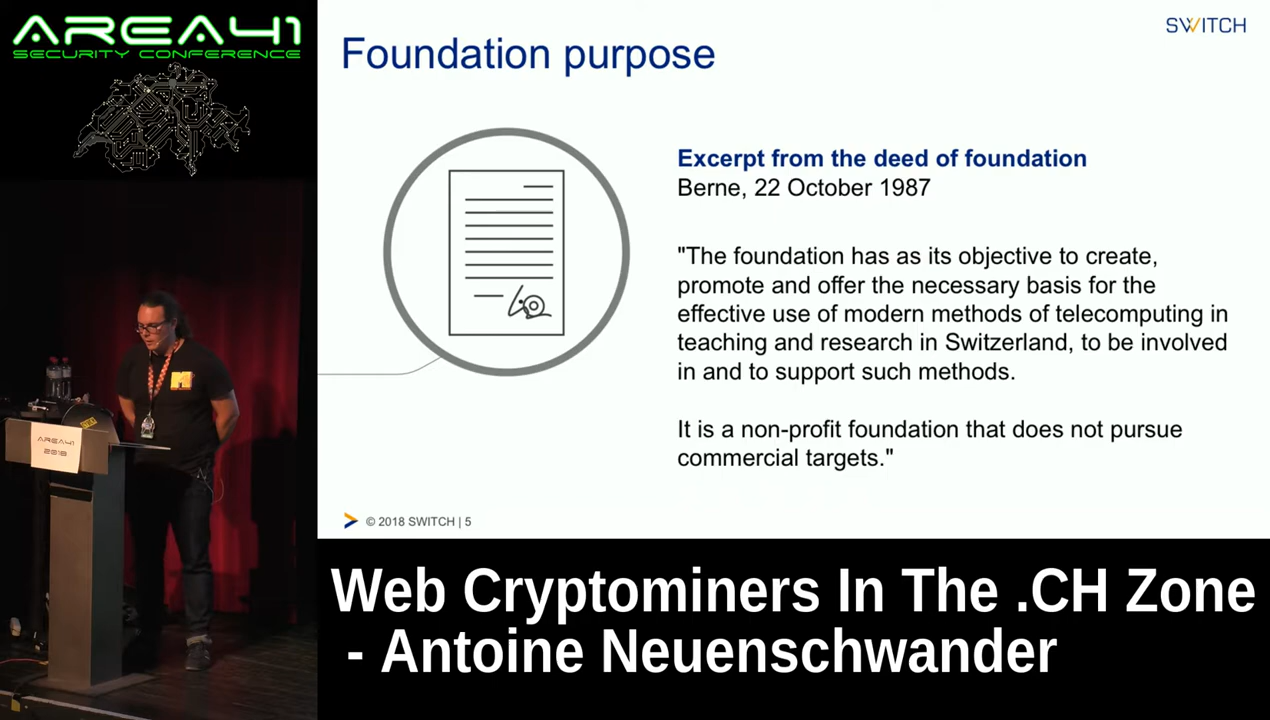 AREA41
SECURITY CONFERENCE
SWITCH
Foundation purpose
Excerpt from the deed of foundation
Berne, 22 October 1987
"The foundation has as its objective to create,
promote and offer the necessary basis for the
effective use of modern methods of telecomputing in
teaching and research in Switzerland, to be involved
in and to support such methods.
It is a non-profit foundation that does not pursue
commercial targets."
© 2018 SWITCH | 5
AREA41
2018
Web Cryptominers In The .CH Zone
- Antoine Neuenschwander